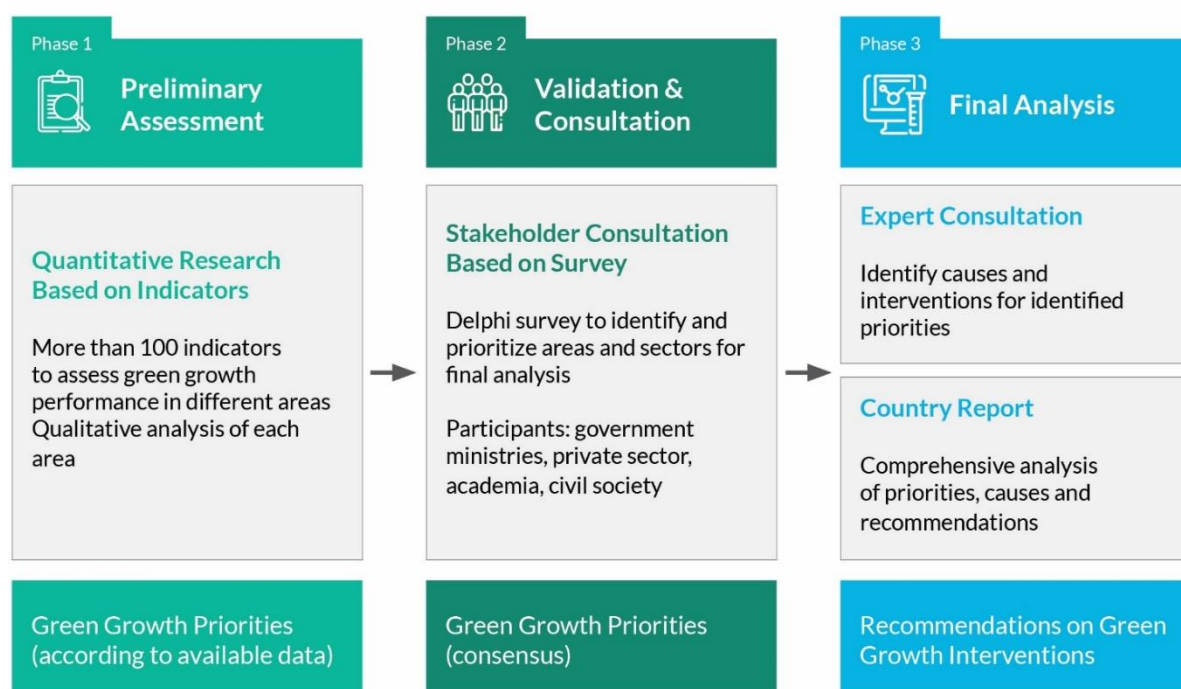 Phase 1
Preliminary
Assessment
Quantitative Research
Based on Indicators
More than 100 indicators
to assess green growth
performance in different areas
Qualitative analysis of each
area
Green Growth Priorities
(according to available data)
Phase 2
Validation &
Consultation
Stakeholder Consultation
Based on Survey
Delphi survey to identify and
prioritize areas and sectors for
final analysis
Participants: government
ministries, private sector,
academia, civil society
Green Growth Priorities
(consensus)
Phase 3
Final Analysis
Expert Consultation
Identify causes and
interventions for identified
priorities
Country Report
Comprehensive analysis
of priorities, causes and
recommendations
Recommendations on Green
Growth Interventions